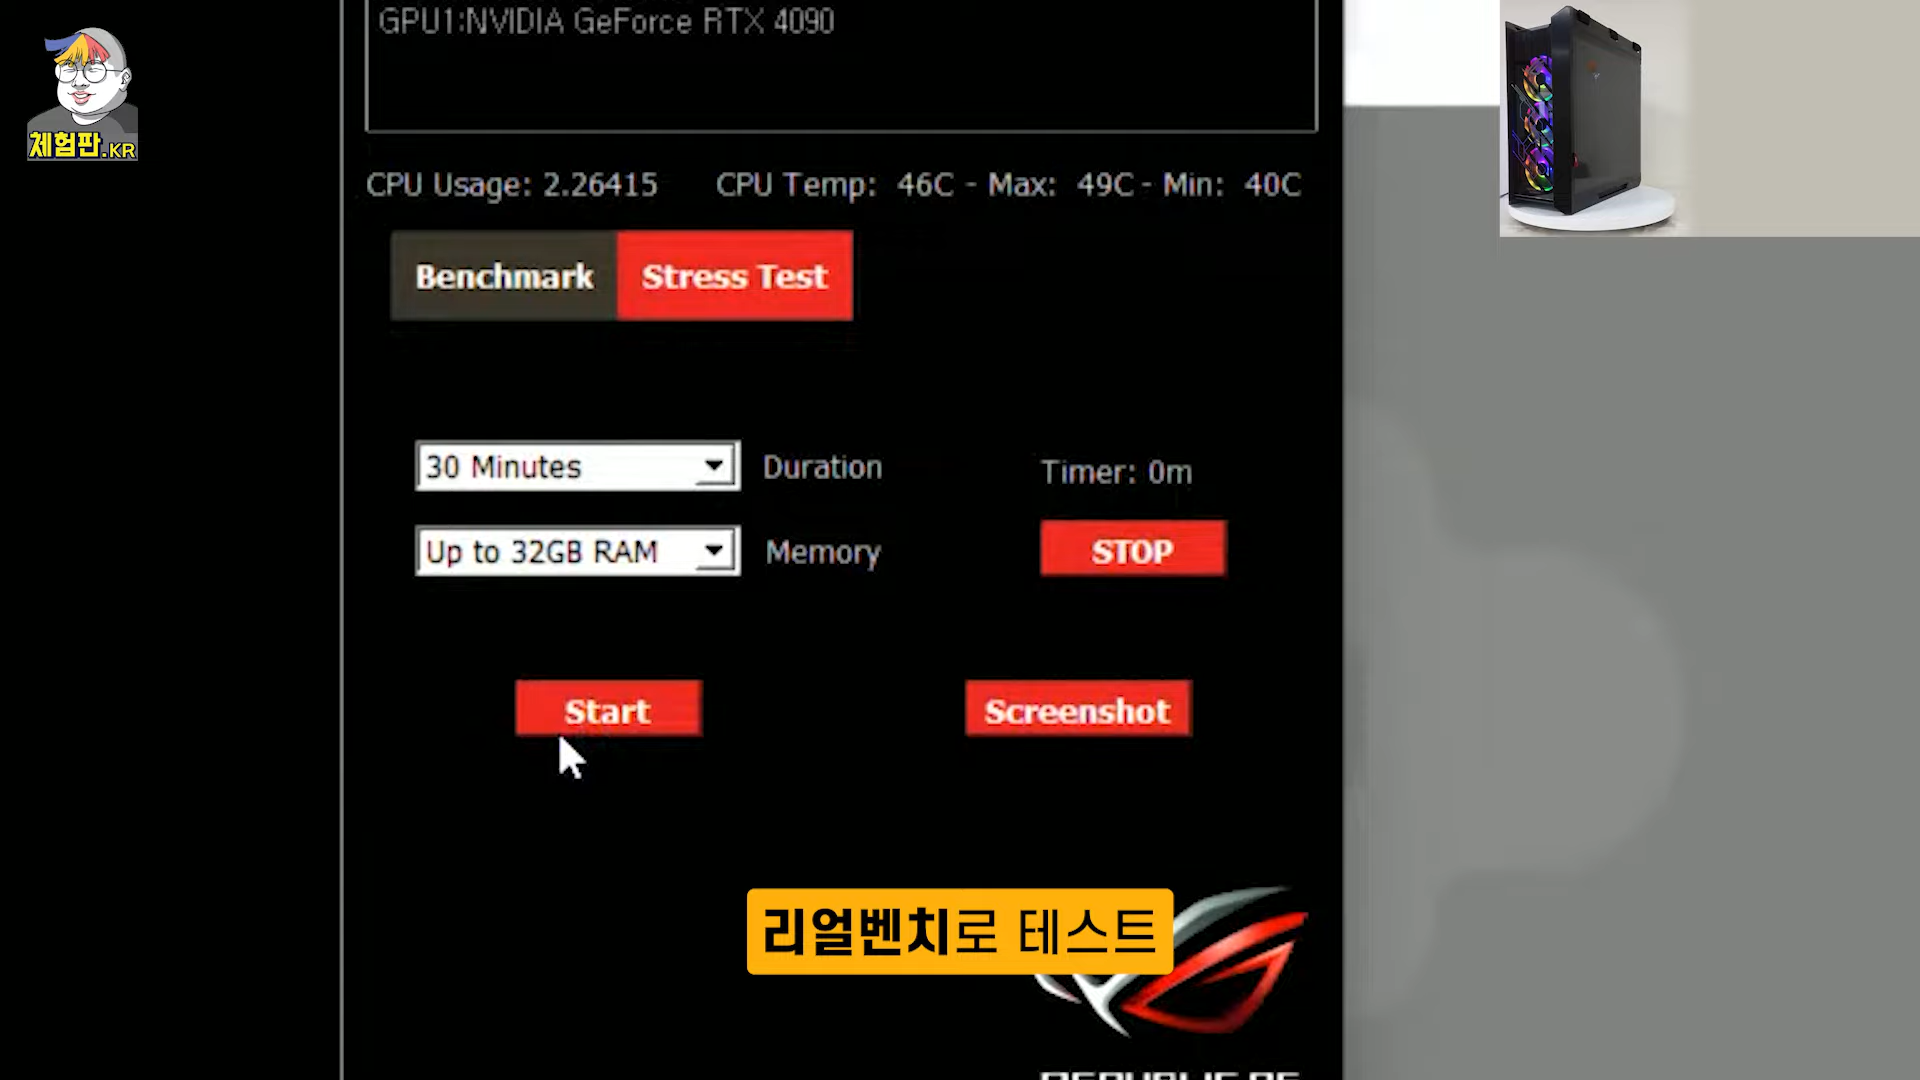 GPU1:NVIDIA GeForce RTX 4090
체험판.KR
CPU Usage: 2.26415 CPU Temp: 46C - Max: 49C - Min: 40C
Benchmark Stress Test
30 Minutes Duration Timer: 0m
Up to 32GB RAM Memory STOP
Start Screenshot
리얼벤치로 테스트
REPUBLIC OF